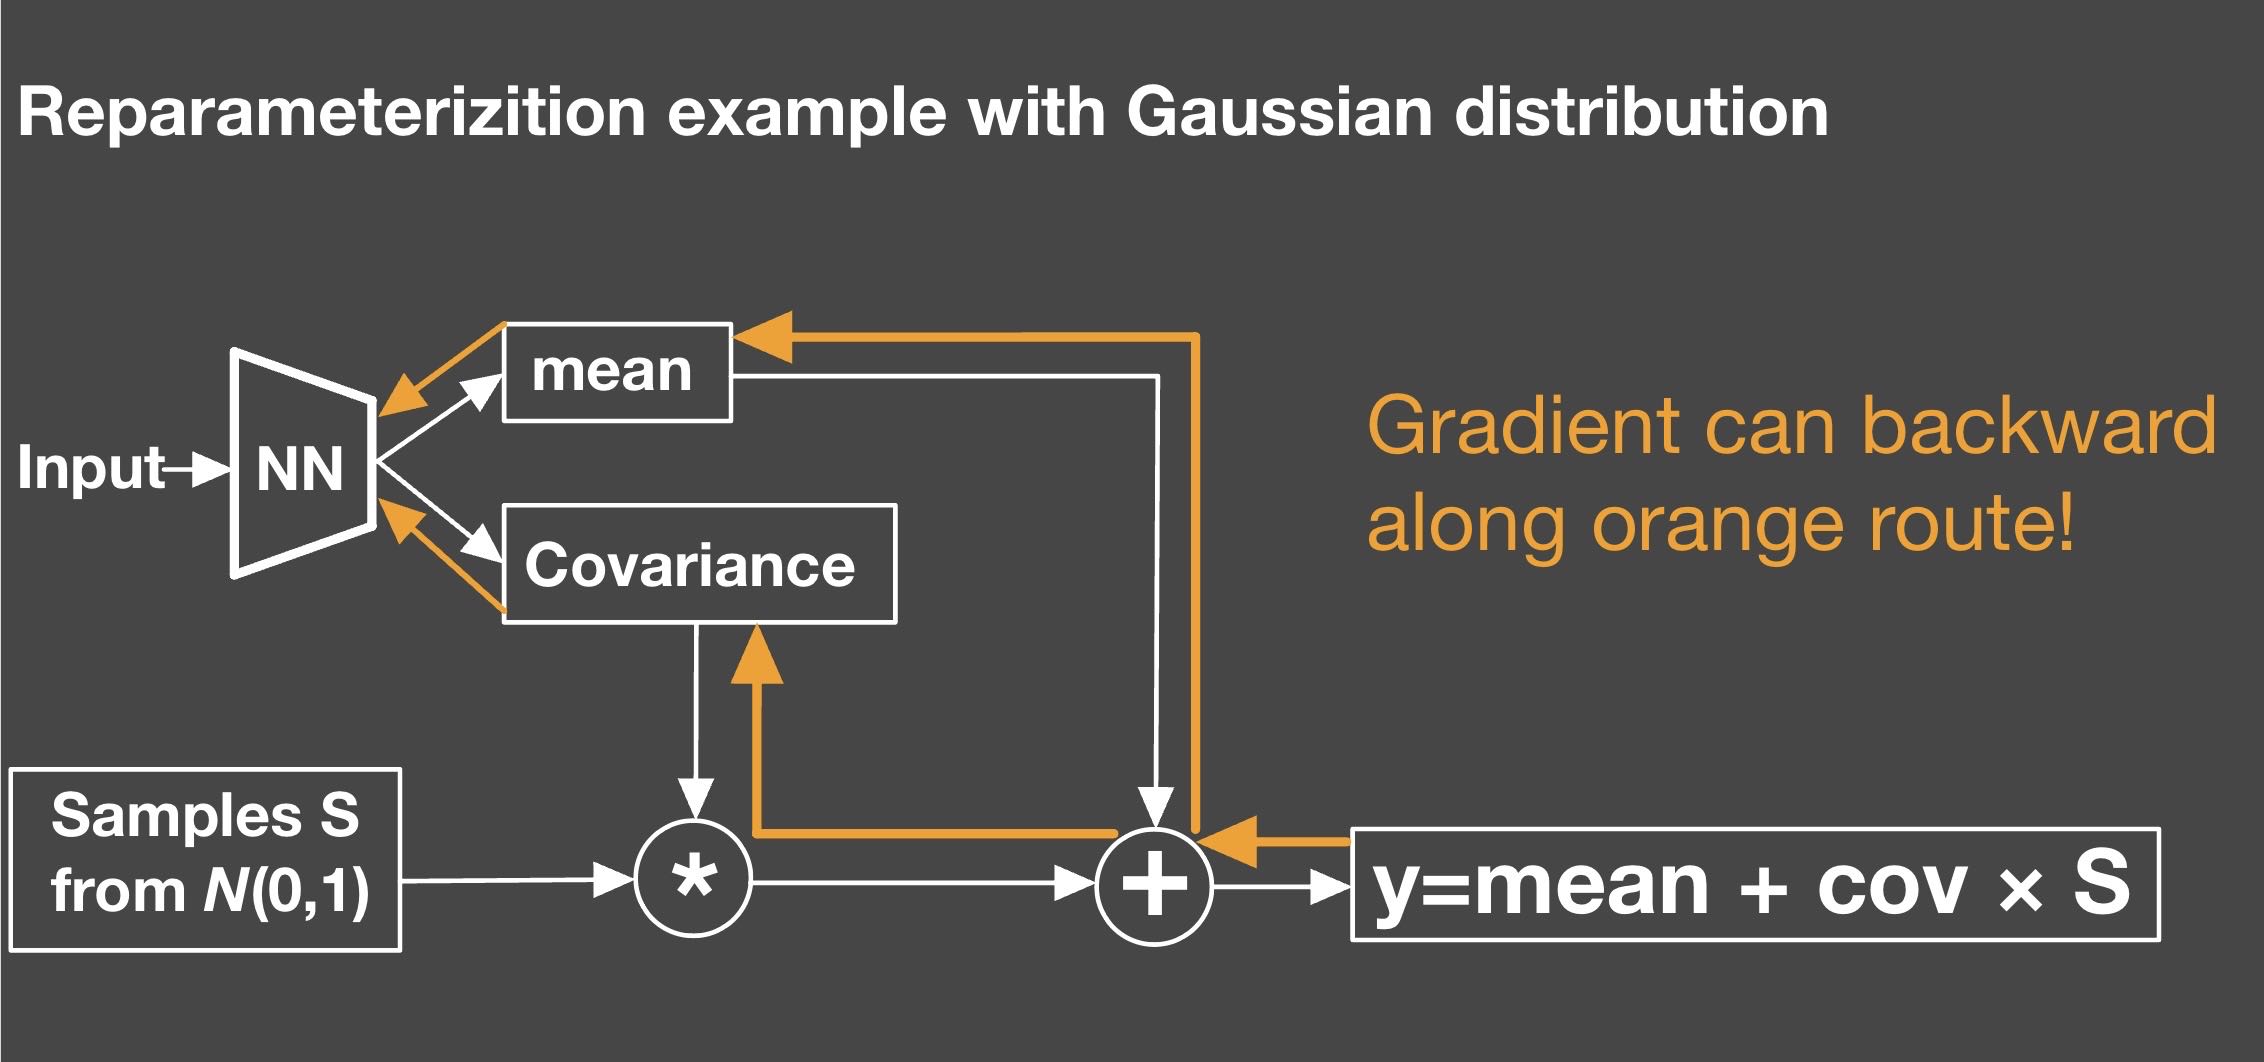 Reparameterizition example with Gaussian distribution
mean
Input
NN
Covariance
Gradient can backward
along orange route!
Samples S
from N(0,1)
*
+
y=mean + cov × S